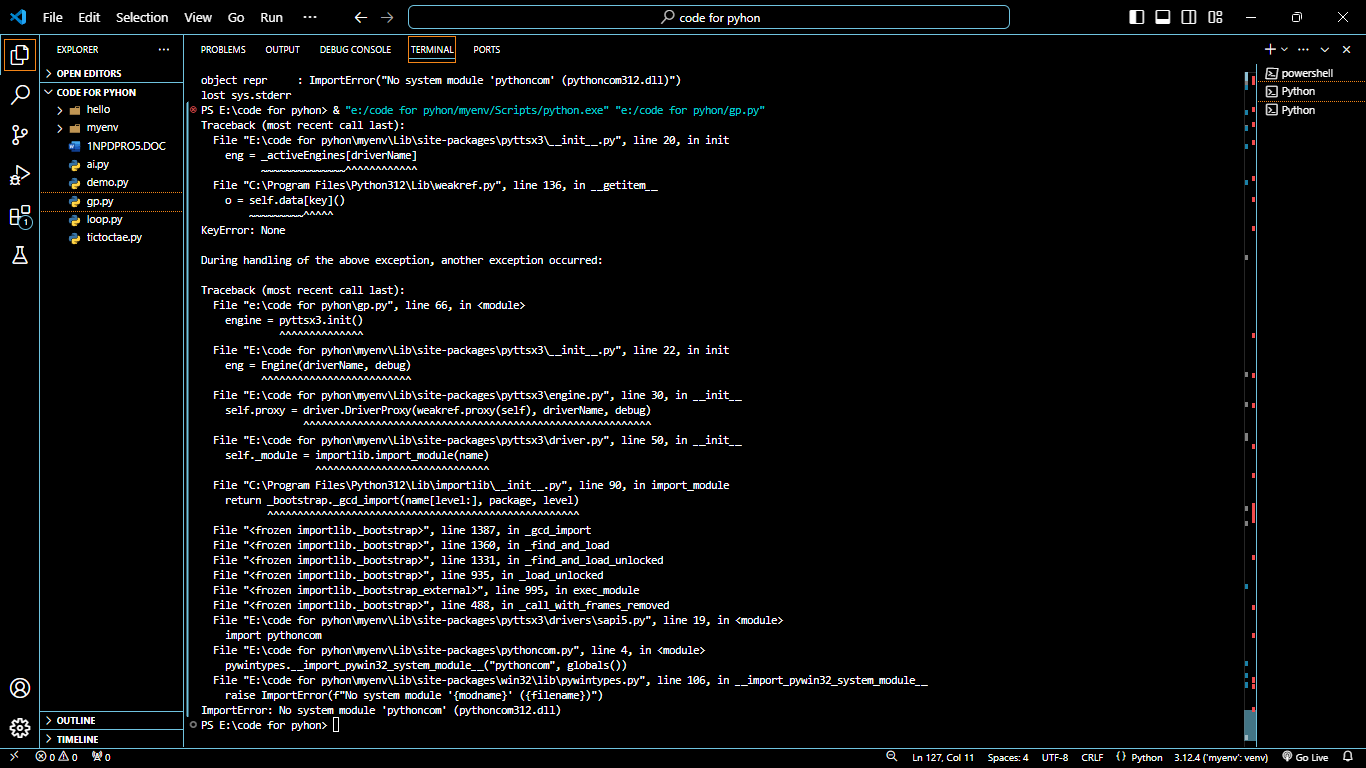 File Edit Selection View Go Run ··· code for pyhon
EXPLORER ···
OPEN EDITORS
CODE FOR PYHON
hello
myenv
1NPDPRO5.DOC
ai.py
demo.py
gp.py
loop.py
tictoctae.py
1
OUTLINE
TIMELINE
PROBLEMS OUTPUT DEBUG CONSOLE TERMINAL PORTS
object repr     : ImportError("No system module 'pythoncom' (pythoncom312.dll)")
lost sys.stderr
PS E:\code for pyhon> & "e:/code for pyhon/myenv/Scripts/python.exe" "e:/code for pyhon/gp.py"
Traceback (most recent call last):
  File "E:\code for pyhon\myenv\Lib\site-packages\pyttsx3\__init__.py", line 20, in init
    eng = _activeEngines[driverName]
          ~~~~~~~~~~~~~~^^^^^^^^^^^^
  File "C:\Program Files\Python312\Lib\weakref.py", line 136, in __getitem__
    o = self.data[key]()
        ~~~~~~~~~^^^^^
KeyError: None
During handling of the above exception, another exception occurred:
Traceback (most recent call last):
  File "e:\code for pyhon\gp.py", line 66, in <module>
    engine = pyttsx3.init()
             ^^^^^^^^^^^^^^
  File "E:\code for pyhon\myenv\Lib\site-packages\pyttsx3\__init__.py", line 22, in init
    eng = Engine(driverName, debug)
          ^^^^^^^^^^^^^^^^^^^^^^^^^
  File "E:\code for pyhon\myenv\Lib\site-packages\pyttsx3\engine.py", line 30, in __init__
    self.proxy = driver.DriverProxy(weakref.proxy(self), driverName, debug)
                 ^^^^^^^^^^^^^^^^^^^^^^^^^^^^^^^^^^^^^^^^^^^^^^^^^^^^^^^^^^
  File "E:\code for pyhon\myenv\Lib\site-packages\pyttsx3\driver.py", line 50, in __init__
    self._module = importlib.import_module(name)
                   ^^^^^^^^^^^^^^^^^^^^^^^^^^^^^
  File "C:\Program Files\Python312\Lib\importlib\__init__.py", line 90, in import_module
    return _bootstrap._gcd_import(name[level:], package, level)
           ^^^^^^^^^^^^^^^^^^^^^^^^^^^^^^^^^^^^^^^^^^^^^^^^^^^^
  File "<frozen importlib._bootstrap>", line 1387, in _gcd_import
  File "<frozen importlib._bootstrap>", line 1360, in _find_and_load
  File "<frozen importlib._bootstrap>", line 1331, in _find_and_load_unlocked
  File "<frozen importlib._bootstrap>", line 935, in _load_unlocked
  File "<frozen importlib._bootstrap_external>", line 995, in exec_module
  File "<frozen importlib._bootstrap>", line 488, in _call_with_frames_removed
  File "E:\code for pyhon\myenv\Lib\site-packages\pyttsx3\drivers\sapi5.py", line 19, in <module>
    import pythoncom
  File "E:\code for pyhon\myenv\Lib\site-packages\pythoncom.py", line 4, in <module>
    pywintypes.__import_pywin32_system_module__("pythoncom", globals())
  File "E:\code for pyhon\myenv\Lib\site-packages\win32\lib\pywintypes.py", line 106, in __import_pywin32_system_module__
    raise ImportError(f"No system module '{modname}' ({filename})")
ImportError: No system module 'pythoncom' (pythoncom312.dll)
PS E:\code for pyhon>
powershell
Python
Python
0 0 0 Ln 127, Col 11 Spaces: 4 UTF-8 CRLF {} Python 3.12.4 ('myenv': venv) Go Live